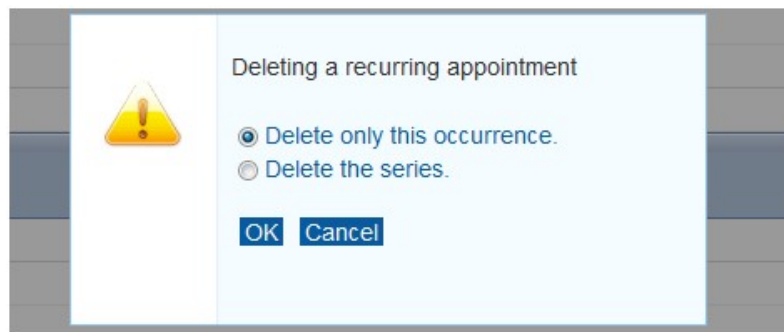 Deleting a recurring appointment
Delete only this occurrence.
Delete the series.
OK Cancel